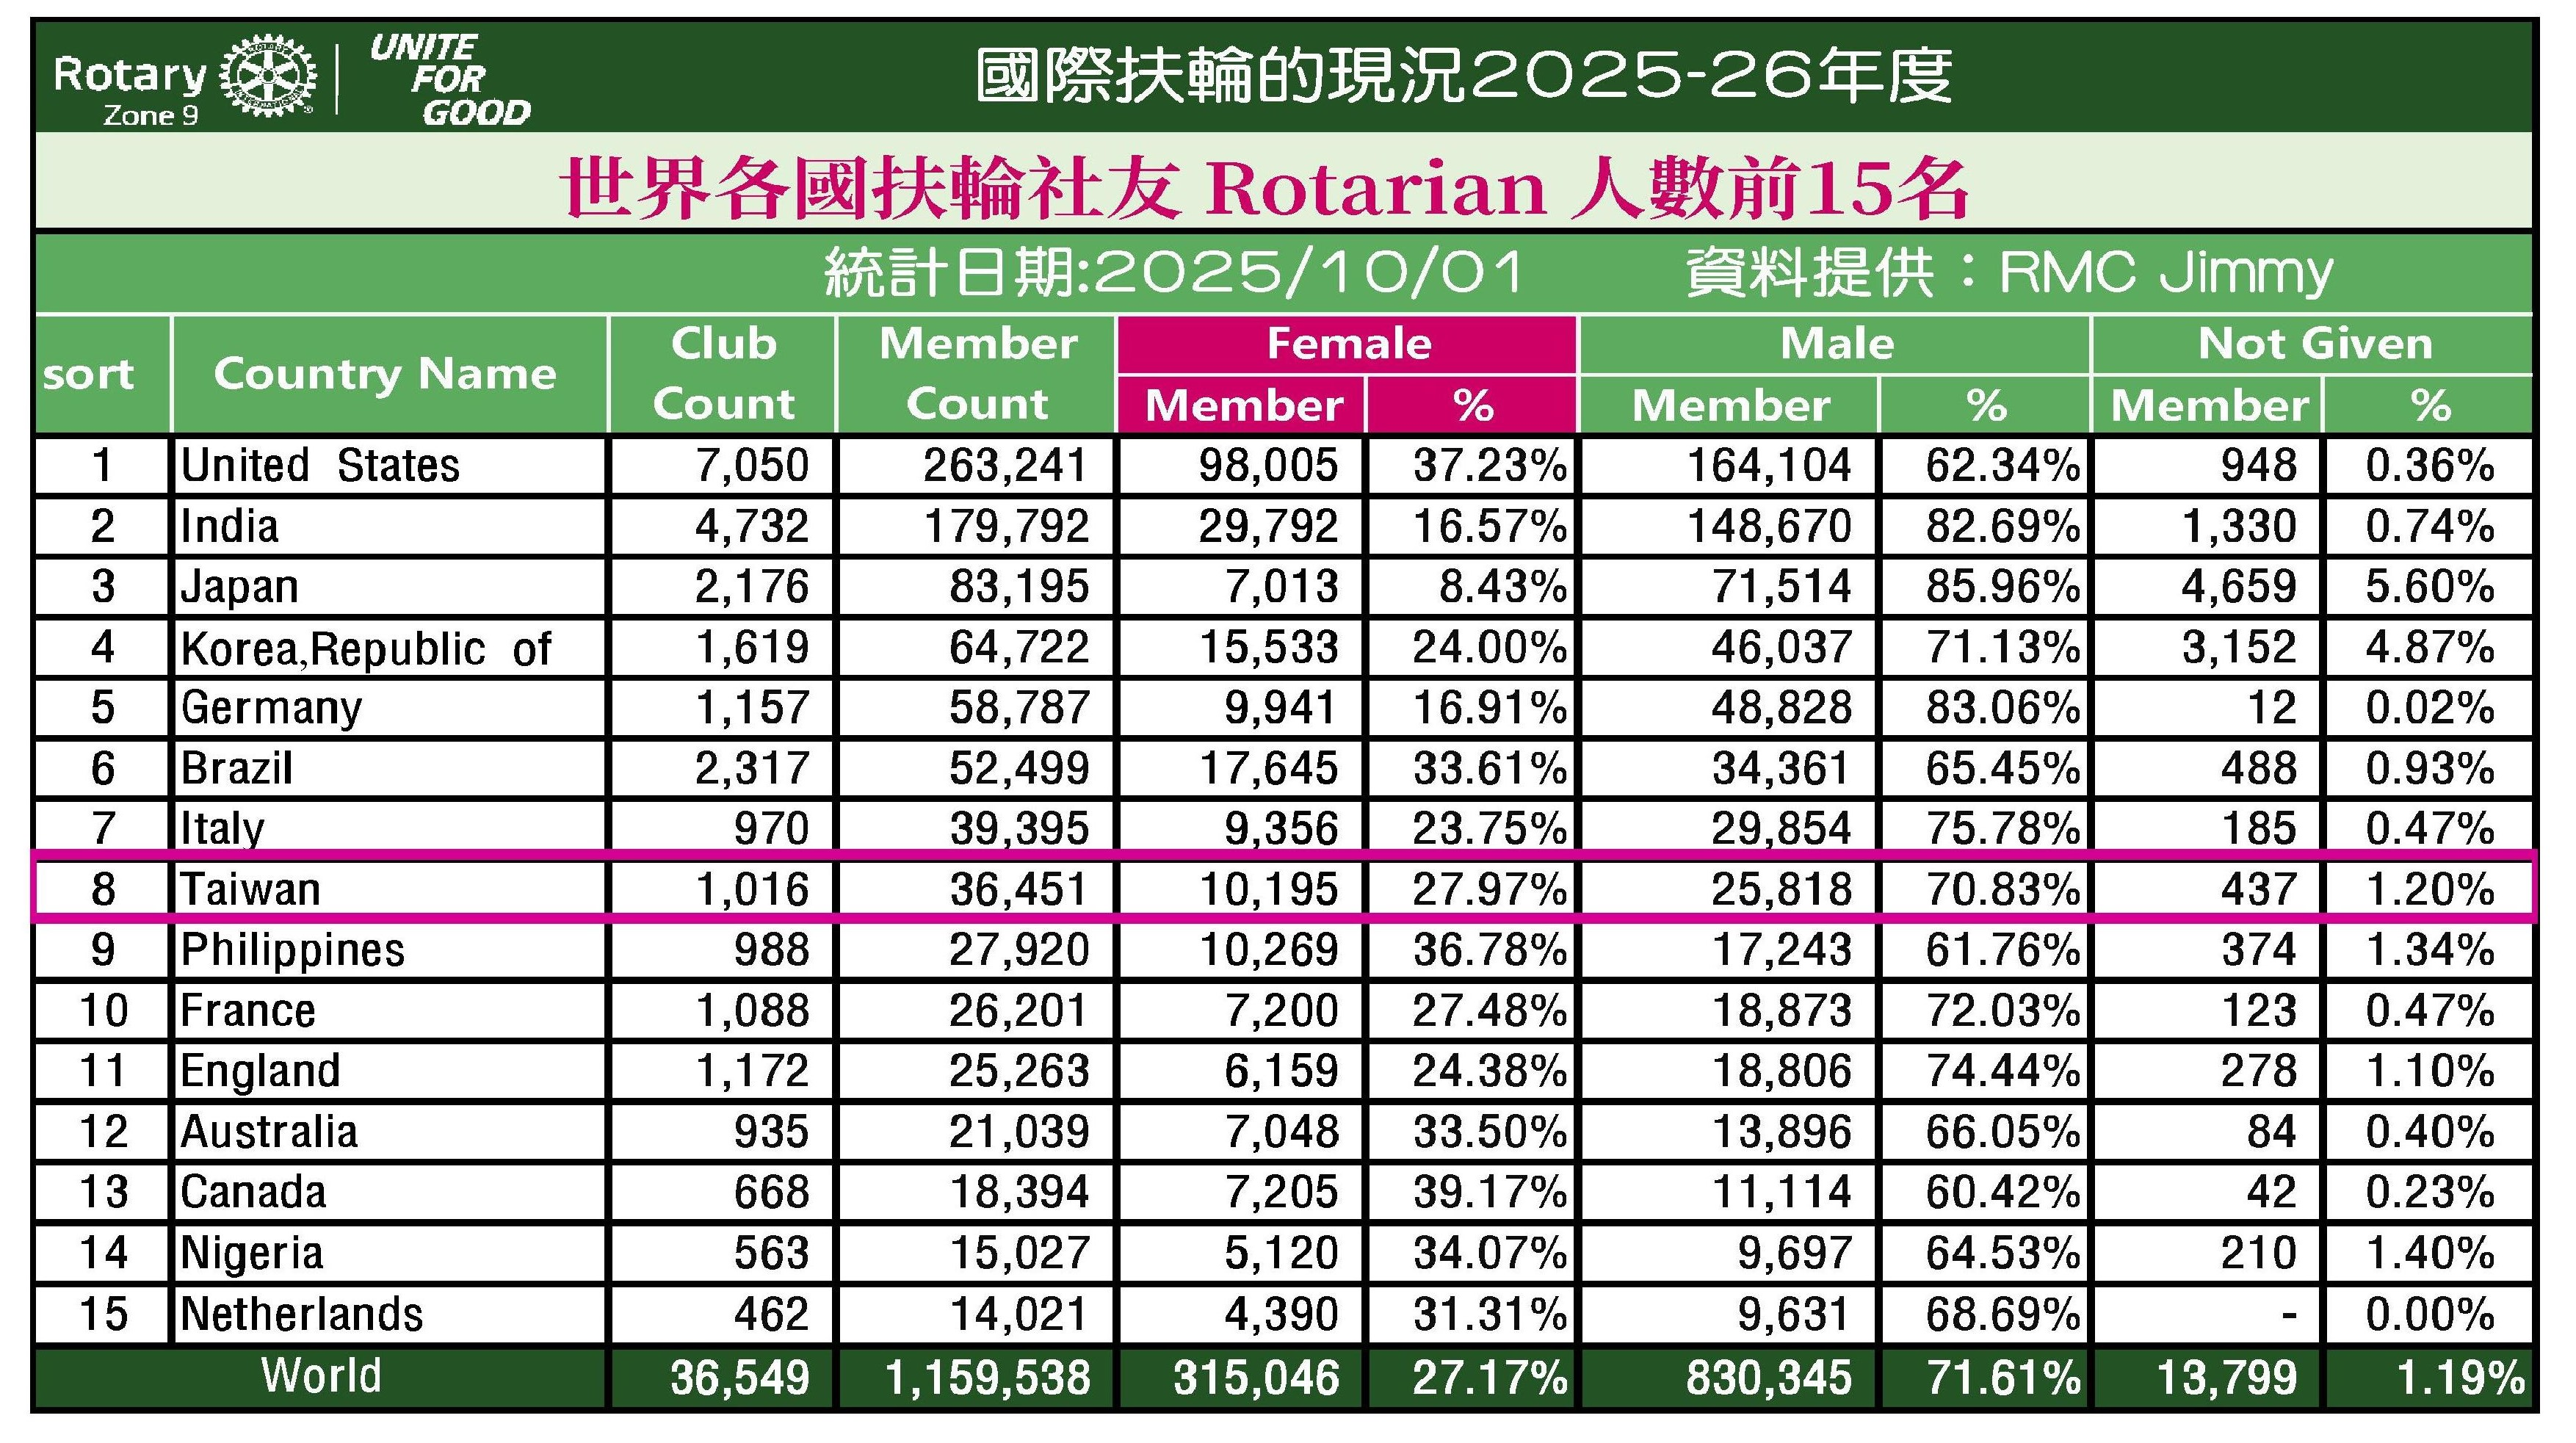 Rotary
Zone 9
UNITE
FOR
GOOD
國際扶輪的現況2025-26年度
世界各國扶輪社友 Rotarian 人數前15名
統計日期:2025/10/01 資料提供：RMC Jimmy
sort Country Name Club Count Member Count Female Male Not Given
Member % Member % Member %
1 United States 7,050 263,241 98,005 37.23% 164,104 62.34% 948 0.36%
2 India 4,732 179,792 29,792 16.57% 148,670 82.69% 1,330 0.74%
3 Japan 2,176 83,195 7,013 8.43% 71,514 85.96% 4,659 5.60%
4 Korea,Republic of 1,619 64,722 15,533 24.00% 46,037 71.13% 3,152 4.87%
5 Germany 1,157 58,787 9,941 16.91% 48,828 83.06% 12 0.02%
6 Brazil 2,317 52,499 17,645 33.61% 34,361 65.45% 488 0.93%
7 Italy 970 39,395 9,356 23.75% 29,854 75.78% 185 0.47%
8 Taiwan 1,016 36,451 10,195 27.97% 25,818 70.83% 437 1.20%
9 Philippines 988 27,920 10,269 36.78% 17,243 61.76% 374 1.34%
10 France 1,088 26,201 7,200 27.48% 18,873 72.03% 123 0.47%
11 England 1,172 25,263 6,159 24.38% 18,806 74.44% 278 1.10%
12 Australia 935 21,039 7,048 33.50% 13,896 66.05% 84 0.40%
13 Canada 668 18,394 7,205 39.17% 11,114 60.42% 42 0.23%
14 Nigeria 563 15,027 5,120 34.07% 9,697 64.53% 210 1.40%
15 Netherlands 462 14,021 4,390 31.31% 9,631 68.69% - 0.00%
World 36,549 1,159,538 315,046 27.17% 830,345 71.61% 13,799 1.19%